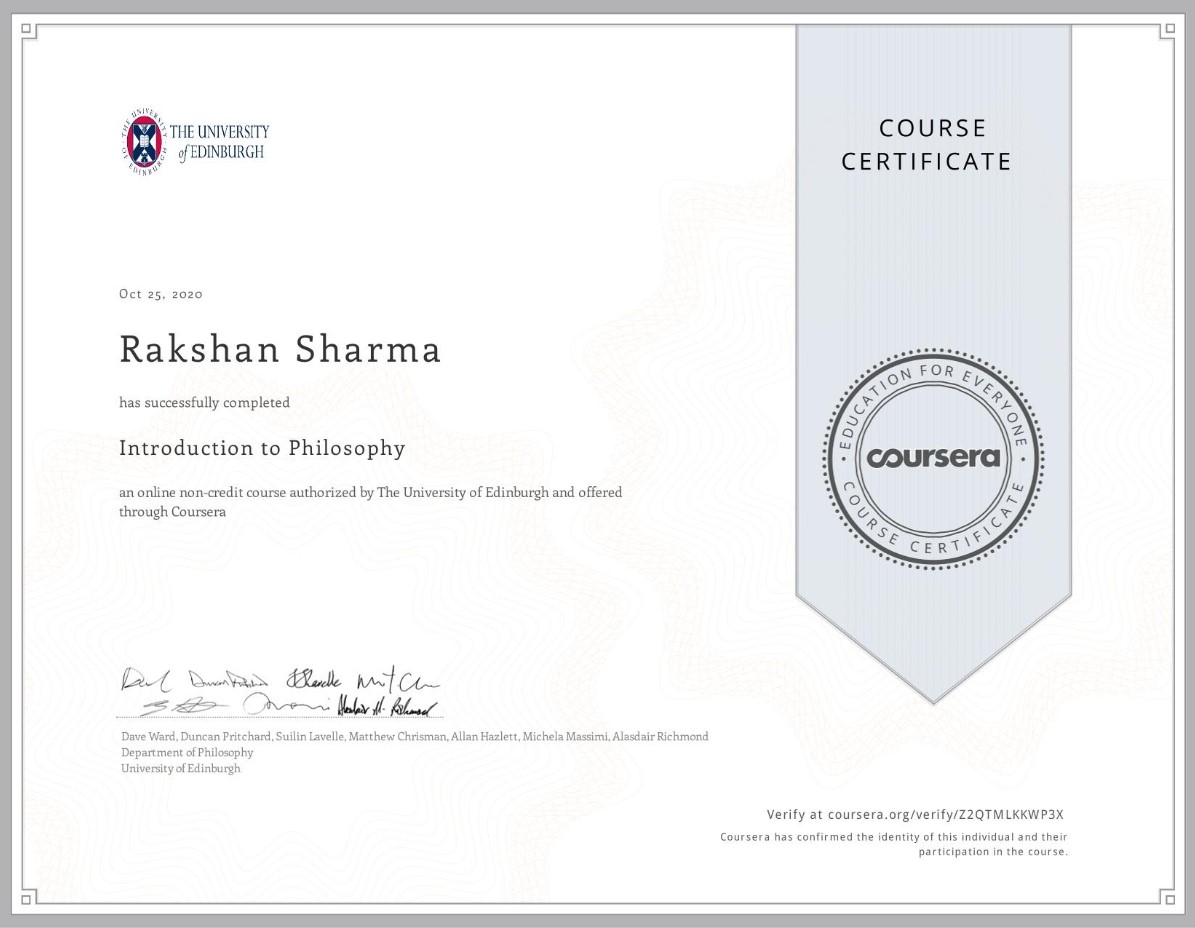 THE UNIVERSITY OF EDINBURGH
THE UNIVERSITY
of EDINBURGH
COURSE
CERTIFICATE
Oct 25, 2020
Rakshan Sharma
has successfully completed
Introduction to Philosophy
an online non-credit course authorized by The University of Edinburgh and offered
through Coursera
EDUCATION FOR EVERYONE
coursera
COURSE CERTIFICATE
Dave Ward, Duncan Pritchard, Suilin Lavelle, Matthew Chrisman, Allan Hazlett, Michela Massimi, Alasdair Richmond
Department of Philosophy
University of Edinburgh
Verify at coursera.org/verify/Z2QTMLKKWP3X
Coursera has confirmed the identity of this individual and their
participation in the course.